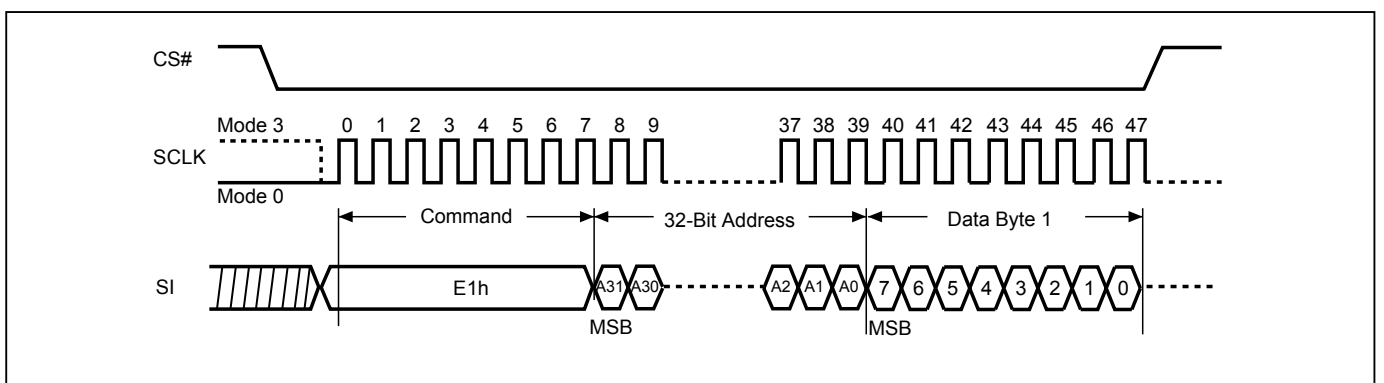 CS#
Mode 3
0 1 2 3 4 5 6 7 8 9 37 38 39 40 41 42 43 44 45 46 47
SCLK
Mode 0
Command 32-Bit Address Data Byte 1
SI
E1h A31 A30 A2 A1 A0 7 6 5 4 3 2 1 0
MSB MSB